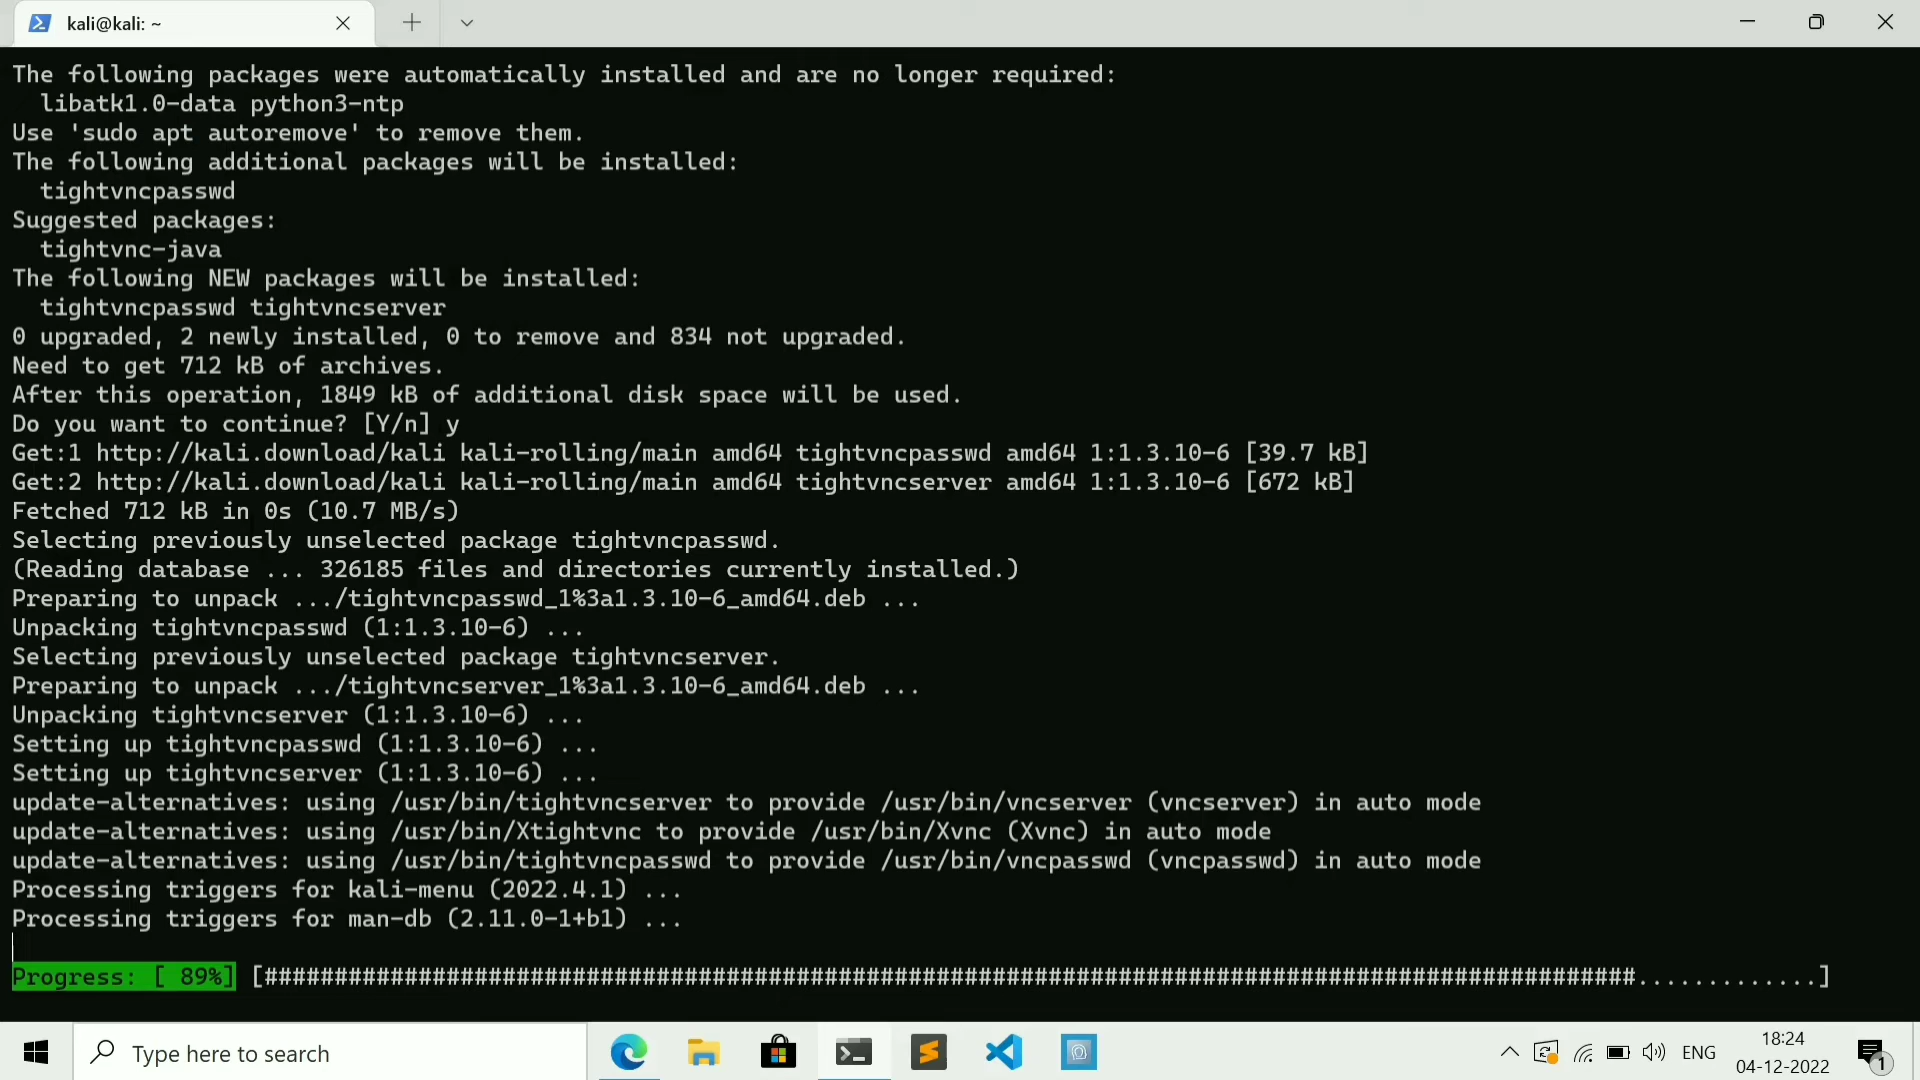 kali@kali: ~
The following packages were automatically installed and are no longer required:
libatk1.0-data python3-ntp
Use 'sudo apt autoremove' to remove them.
The following additional packages will be installed:
tightvncpasswd
Suggested packages:
tightvnc-java
The following NEW packages will be installed:
tightvncpasswd tightvncserver
0 upgraded, 2 newly installed, 0 to remove and 834 not upgraded.
Need to get 712 kB of archives.
After this operation, 1849 kB of additional disk space will be used.
Do you want to continue? [Y/n] y
Get:1 http://kali.download/kali kali-rolling/main amd64 tightvncpasswd amd64 1:1.3.10-6 [39.7 kB]
Get:2 http://kali.download/kali kali-rolling/main amd64 tightvncserver amd64 1:1.3.10-6 [672 kB]
Fetched 712 kB in 0s (10.7 MB/s)
Selecting previously unselected package tightvncpasswd.
(Reading database ... 326185 files and directories currently installed.)
Preparing to unpack .../tightvncpasswd_1%3a1.3.10-6_amd64.deb ...
Unpacking tightvncpasswd (1:1.3.10-6) ...
Selecting previously unselected package tightvncserver.
Preparing to unpack .../tightvncserver_1%3a1.3.10-6_amd64.deb ...
Unpacking tightvncserver (1:1.3.10-6) ...
Setting up tightvncpasswd (1:1.3.10-6) ...
Setting up tightvncserver (1:1.3.10-6) ...
update-alternatives: using /usr/bin/tightvncserver to provide /usr/bin/vncserver (vncserver) in auto mode
update-alternatives: using /usr/bin/Xtightvnc to provide /usr/bin/Xvnc (Xvnc) in auto mode
update-alternatives: using /usr/bin/tightvncpasswd to provide /usr/bin/vncpasswd (vncpasswd) in auto mode
Processing triggers for kali-menu (2022.4.1) ...
Processing triggers for man-db (2.11.0-1+b1) ...
Progress: [ 89%] [##################################################################################################.............]
Type here to search
ENG
18:24
04-12-2022
1